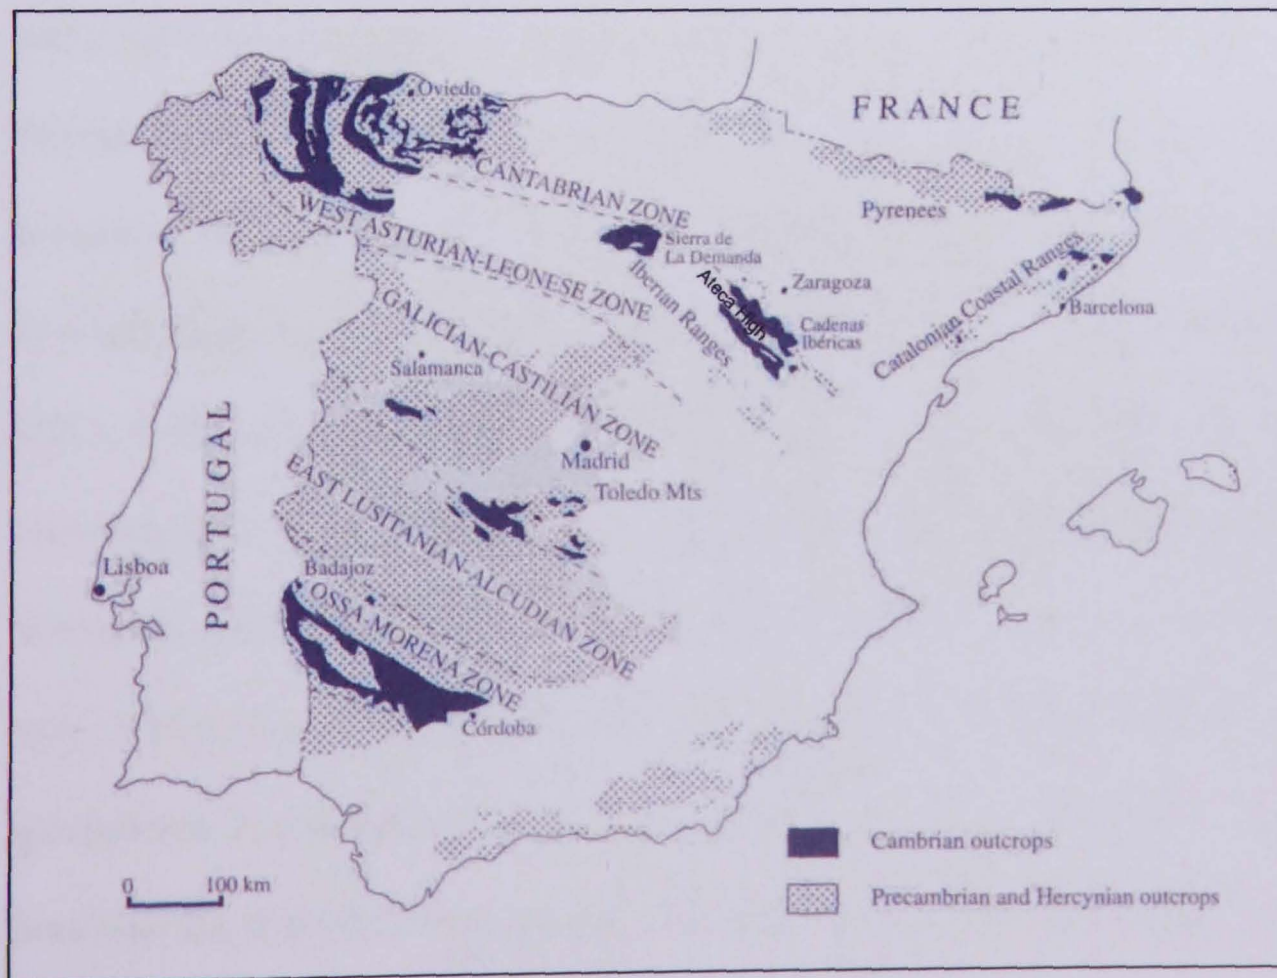 FRANCE
Oviedo
CANTABRIAN ZONE
Pyrenees
WEST ASTURIAN-LEONESE ZONE
Sierra de
La Demanda
Iberian Ranges
Ateca High
Zaragoza
Cadenas
Ibéricas
Catalonian Coastal Ranges
Barcelona
GALICIAN-CASTILIAN ZONE
Salamanca
Madrid
Toledo Mts
PORTUGAL
EAST LUSITANIAN-ALCUDIAN ZONE
Lisboa
Badajoz
OSSA-MORENA ZONE
Córdoba
0 100 km
Cambrian outcrops
Precambrian and Hercynian outcrops